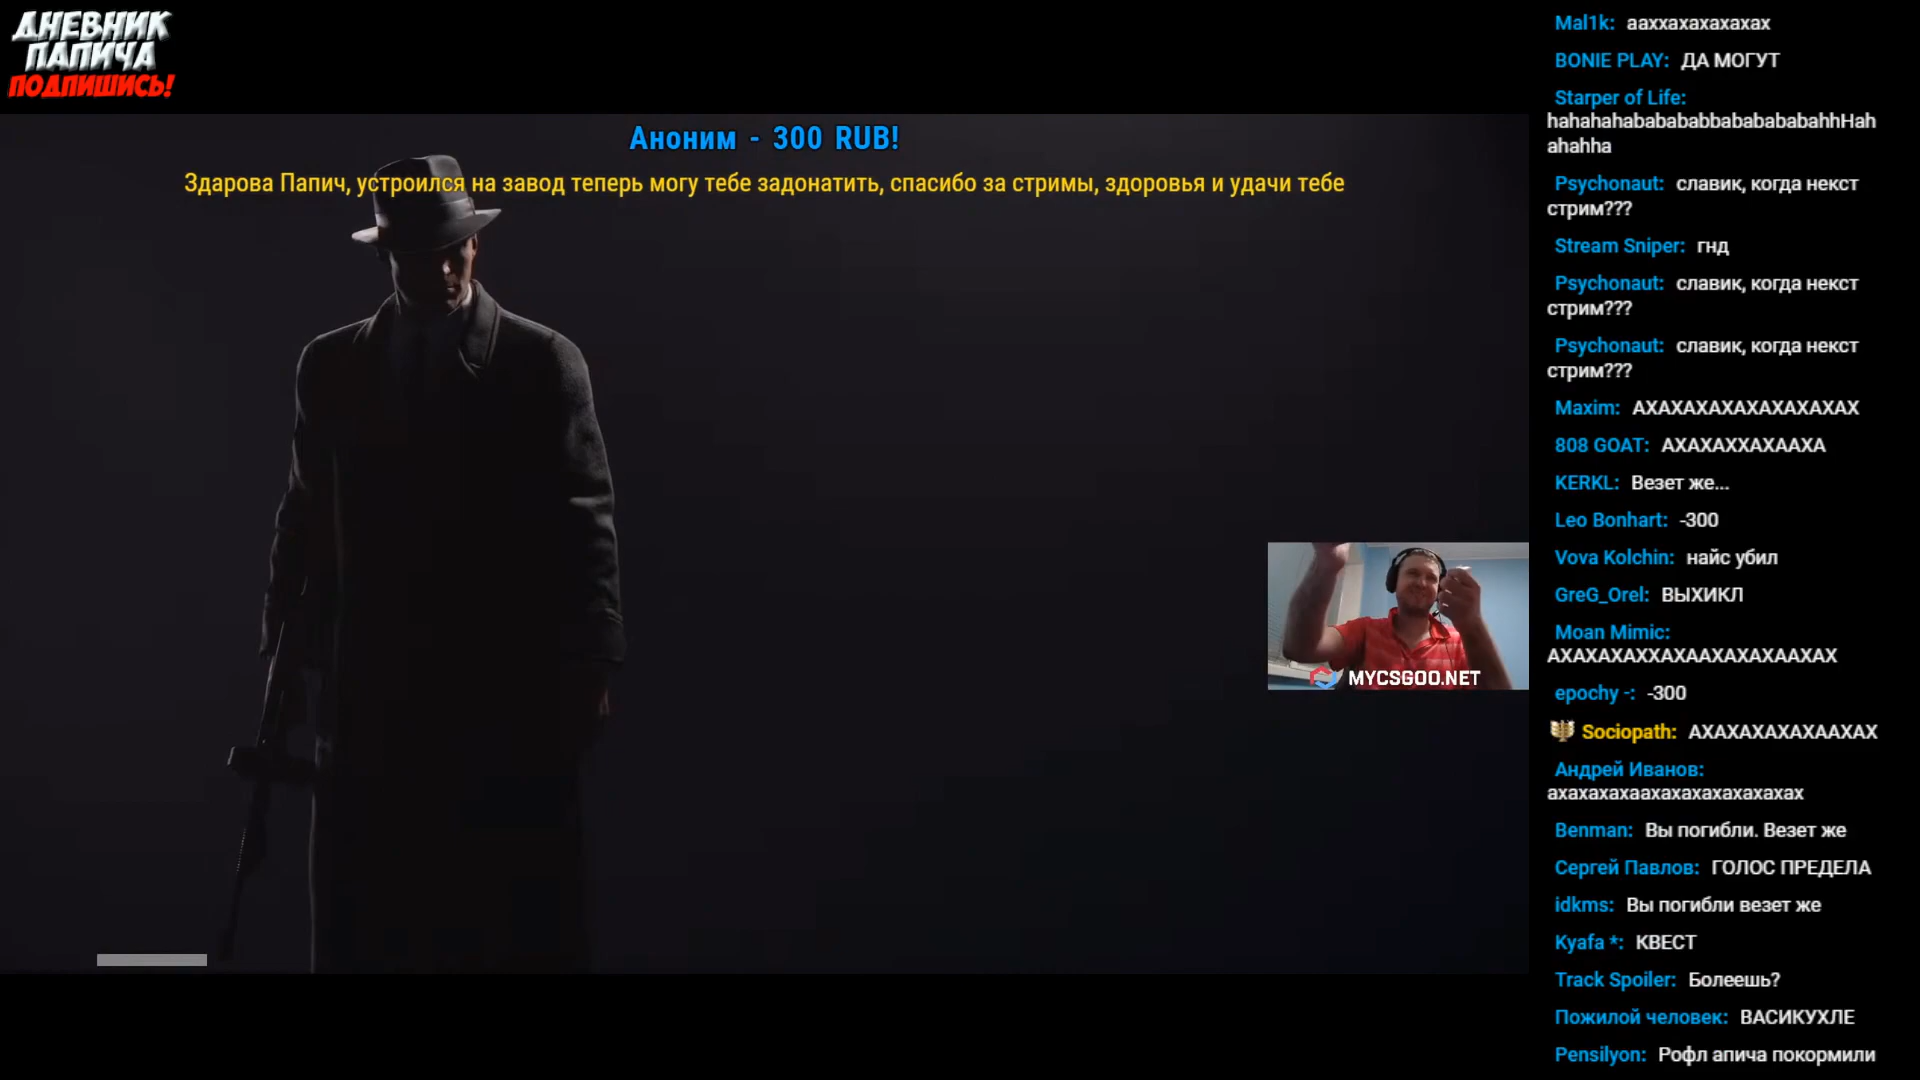 ДНЕВНИК
ПАПИЧА
ПОДПИШИСЬ!
Аноним - 300 RUB!
Здарова Папич, устроился на завод теперь могу тебе задонатить, спасибо за стримы, здоровья и удачи тебе
MYCSGOO.NET
Mal1k: ааххахахахахах
BONIE PLAY: ДА МОГУТ
Starper of Life:
hahahahabababаbbabababababahhHah
ahahha
Psychonaut: славик, когда некст
стрим???
Stream Sniper: гнд
Psychonaut: славик, когда некст
стрим???
Psychonaut: славик, когда некст
стрим???
Maxim: АХАХАХАХАХАХАХАХАХ
808 GOAT: АХАХАХХАХАAХА
KERKL: Везет же...
Leo Bonhart: -300
Vova Kolchin: найс убил
GreG_Orel: ВЫХИКЛ
Moan Mimic:
АХАХАХАХХАХААХАХАХААХАХ
epochy -: -300
Sociopath: АХАХАХАХАХААХАХ
Андрей Иванов:
ахахахахаахахахахахахахах
Benman: Вы погибли. Везет же
Сергей Павлов: ГОЛОС ПРЕДЕЛА
idkms: Вы погибли везет же
Kyafa *: КВЕСТ
Track Spoiler: Болеешь?
Пожилой человек: ВАСИКУХЛЕ
Pensilyon: Рофл апича покормили